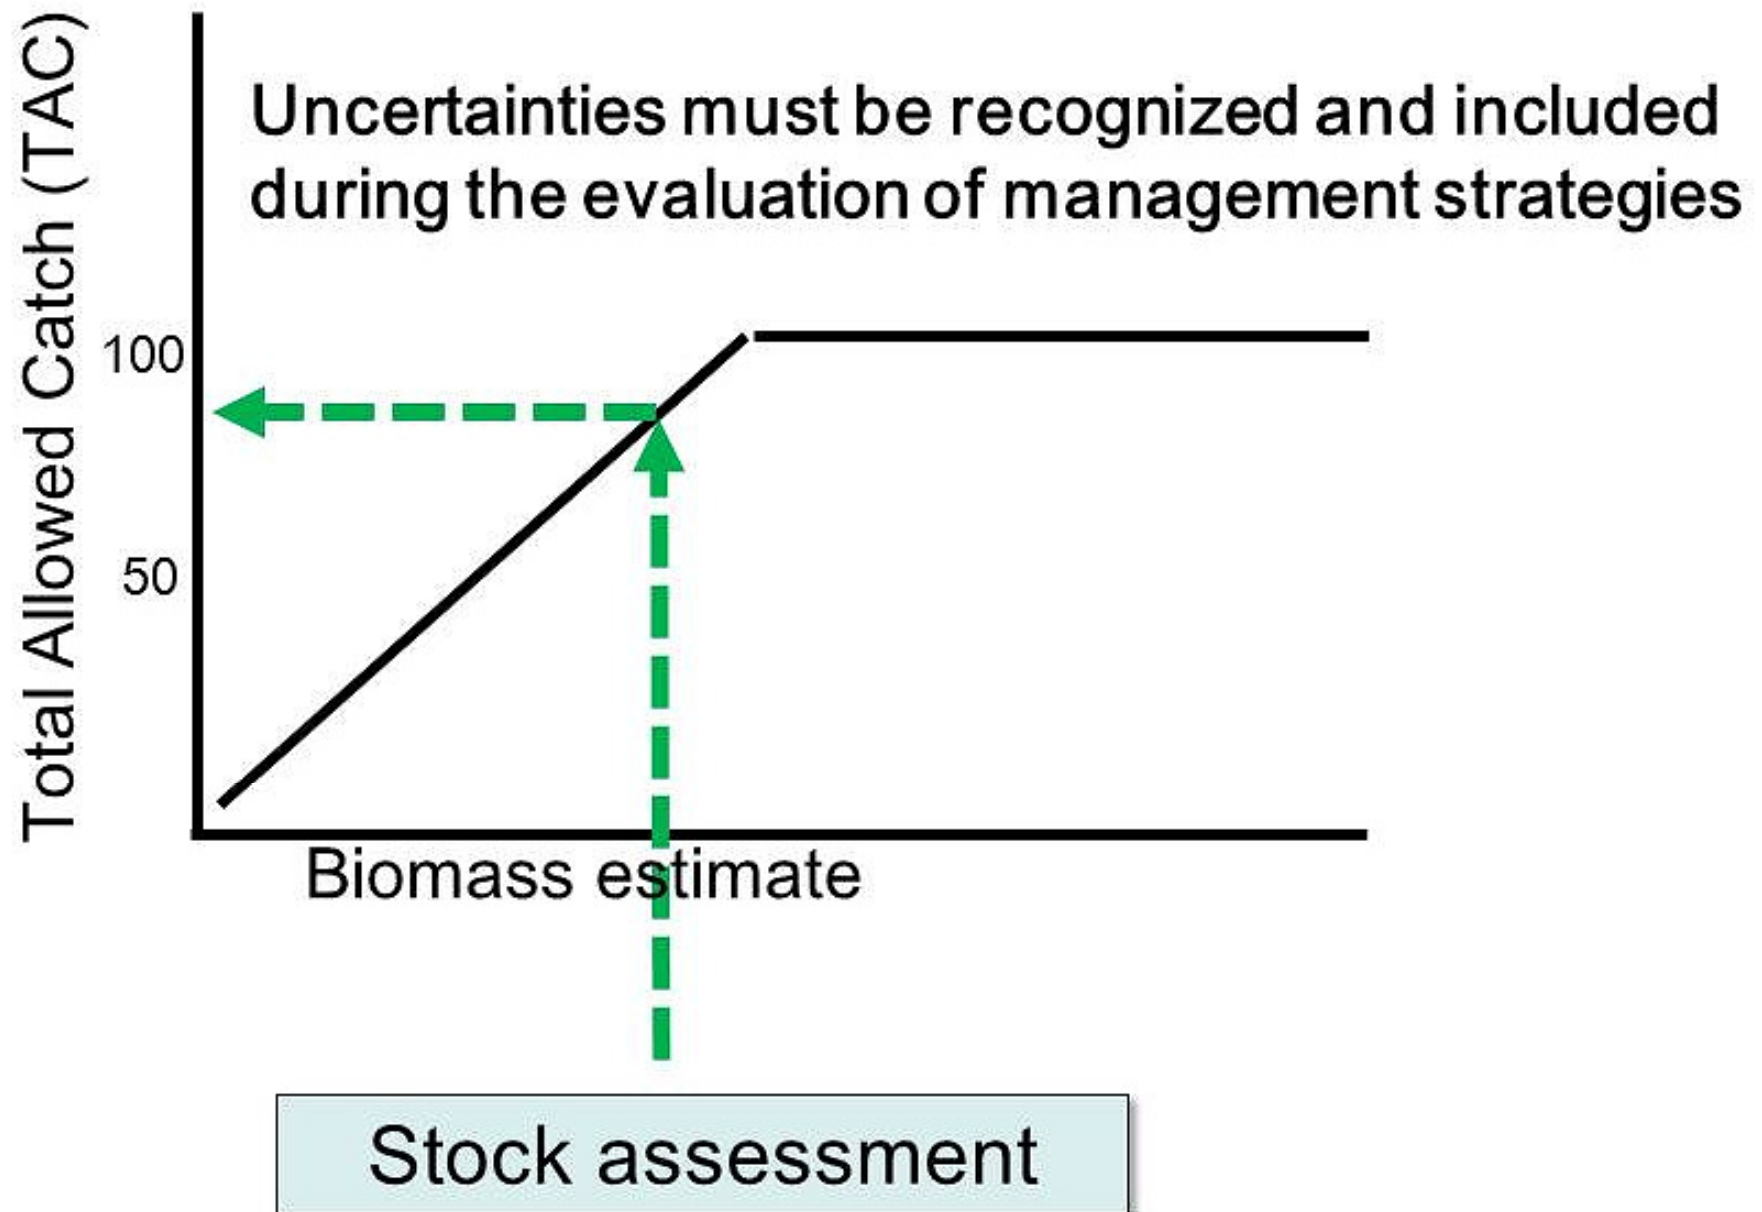 Total Allowed Catch (TAC)
Uncertainties must be recognized and included
during the evaluation of management strategies
100
50
Biomass estimate
Stock assessment